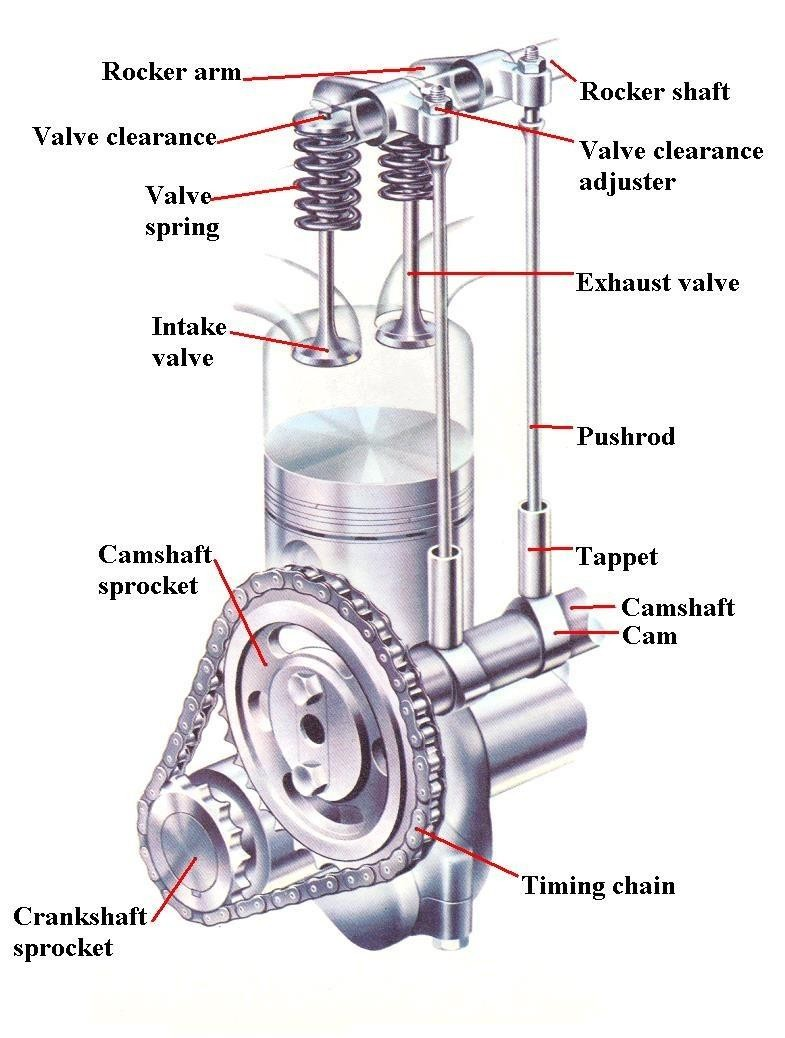 Rocker arm
Rocker shaft
Valve clearance
Valve clearance
adjuster
Valve
spring
Exhaust valve
Intake
valve
Pushrod
Camshaft
sprocket
Tappet
Camshaft
Cam
Timing chain
Crankshaft
sprocket